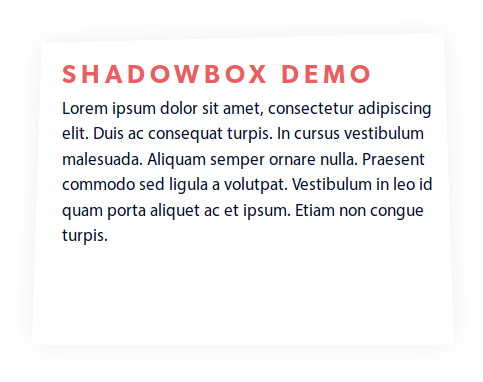 SHADOWBOX DEMO
Lorem ipsum dolor sit amet, consectetur adipiscing
elit. Duis ac consequat turpis. In cursus vestibulum
malesuada. Aliquam semper ornare nulla. Praesent
commodo sed ligula a volutpat. Vestibulum in leo id
quam porta aliquet ac et ipsum. Etiam non congue
turpis.